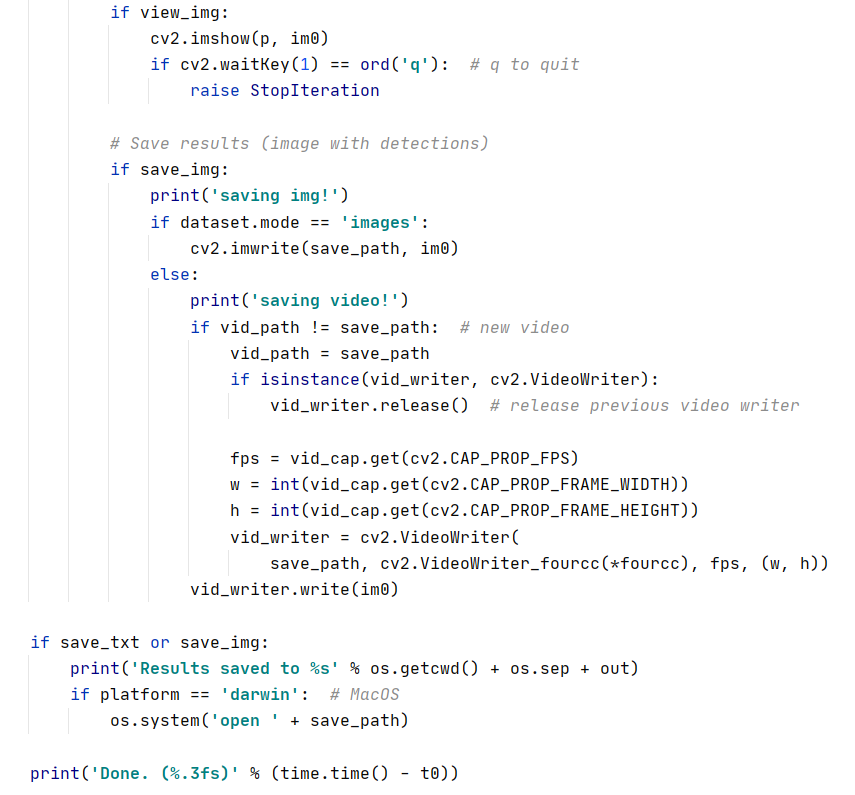 if view_img:
cv2.imshow(p, im0)
if cv2.waitKey(1) == ord('q'):  # q to quit
raise StopIteration
# Save results (image with detections)
if save_img:
print('saving img!')
if dataset.mode == 'images':
cv2.imwrite(save_path, im0)
else:
print('saving video!')
if vid_path != save_path:  # new video
vid_path = save_path
if isinstance(vid_writer, cv2.VideoWriter):
vid_writer.release()  # release previous video writer
fps = vid_cap.get(cv2.CAP_PROP_FPS)
w = int(vid_cap.get(cv2.CAP_PROP_FRAME_WIDTH))
h = int(vid_cap.get(cv2.CAP_PROP_FRAME_HEIGHT))
vid_writer = cv2.VideoWriter(
save_path, cv2.VideoWriter_fourcc(*fourcc), fps, (w, h))
vid_writer.write(im0)
if save_txt or save_img:
print('Results saved to %s' % os.getcwd() + os.sep + out)
if platform == 'darwin':  # MacOS
os.system('open ' + save_path)
print('Done. (%.3fs)' % (time.time() - t0))